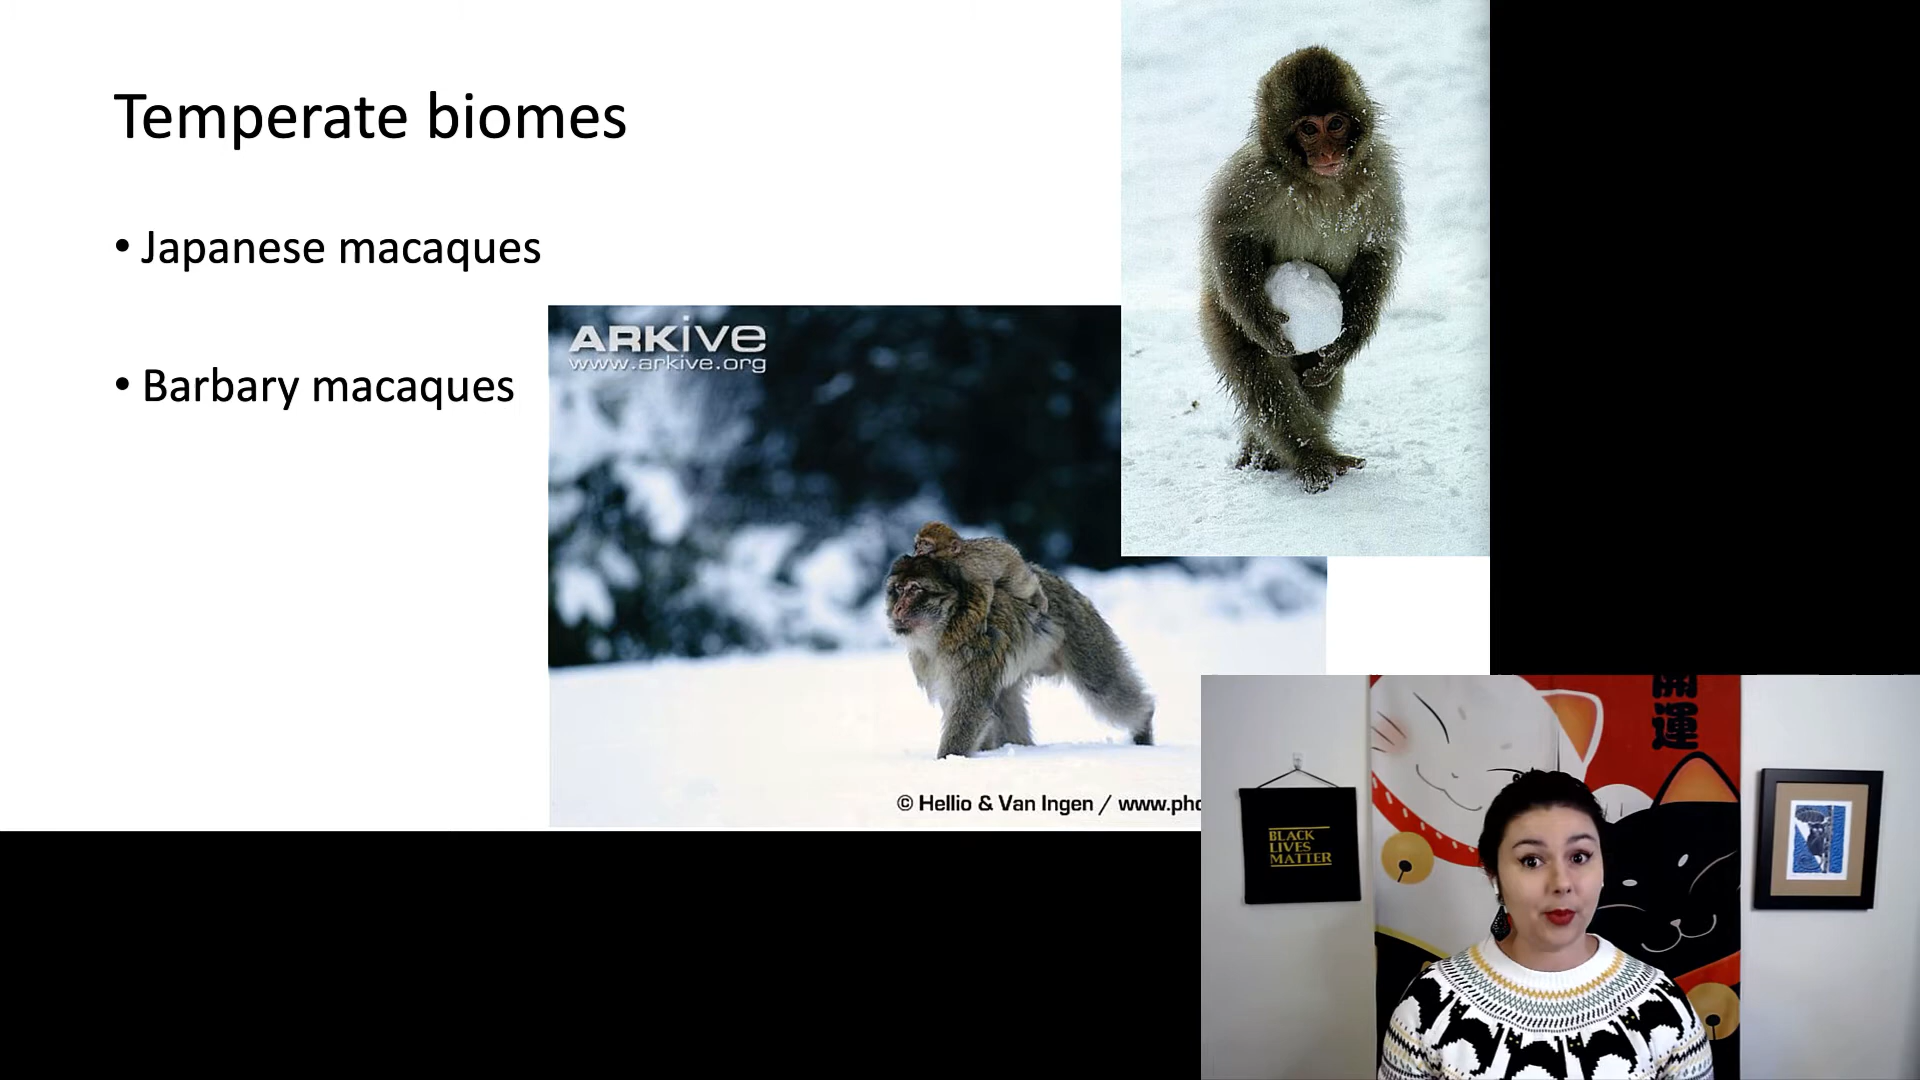 Temperate biomes
• Japanese macaques
• Barbary macaques
ARKive
www.arkive.org
© Hellio & Van Ingen / www.pho
開
運
BLACK
LIVES
MATTER